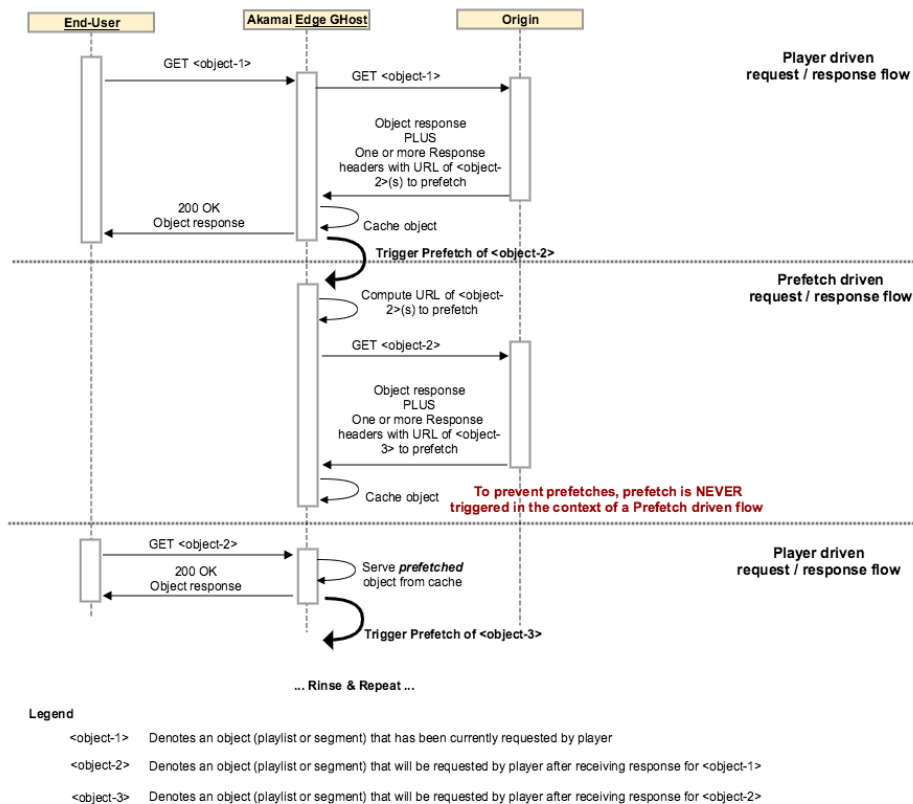 End-User
Akamai Edge GHost
Origin
Player driven
request / response flow
GET <object-1>
GET <object-1>
Object response
PLUS
One or more Response
headers with URL of <object-
2>(s) to prefetch
200 OK
Object response
Cache object
Trigger Prefetch of <object-2>
Prefetch driven
request / response flow
Compute URL of <object-
2>(s) to prefetch
GET <object-2>
Object response
PLUS
One or more Response
headers with URL of <object-
3> to prefetch
Cache object
To prevent prefetches, prefetch is NEVER
triggered in the context of a Prefetch driven flow
Player driven
request / response flow
GET <object-2>
200 OK
Object response
Serve prefetched
object from cache
Trigger Prefetch of <object-3>
... Rinse & Repeat ...
Legend
<object-1> Denotes an object (playlist or segment) that has been currently requested by player
<object-2> Denotes an object (playlist or segment) that will be requested by player after receiving response for <object-1>
<object-3> Denotes an object (playlist or segment) that will be requested by player after receiving response for <object-2>